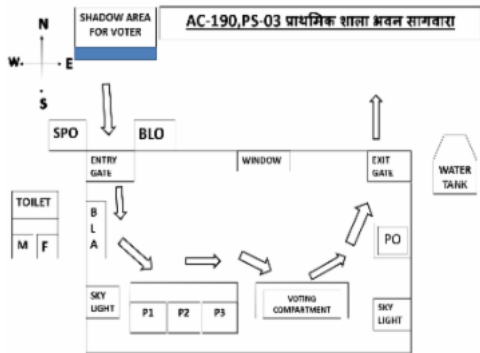 N
SHADOW AREA
FOR VOTER
AC-190,PS-03 प्राथमिक शाला भवन सागवारा
W
E
S
SPO
BLO
ENTRY
GATE
WINDOW
EXIT
GATE
WATER
TANK
TOILET
M F
B
L
A
PO
SKY
LIGHT
P1 P2 P3
VOTING
COMPARTMENT
SKY
LIGHT